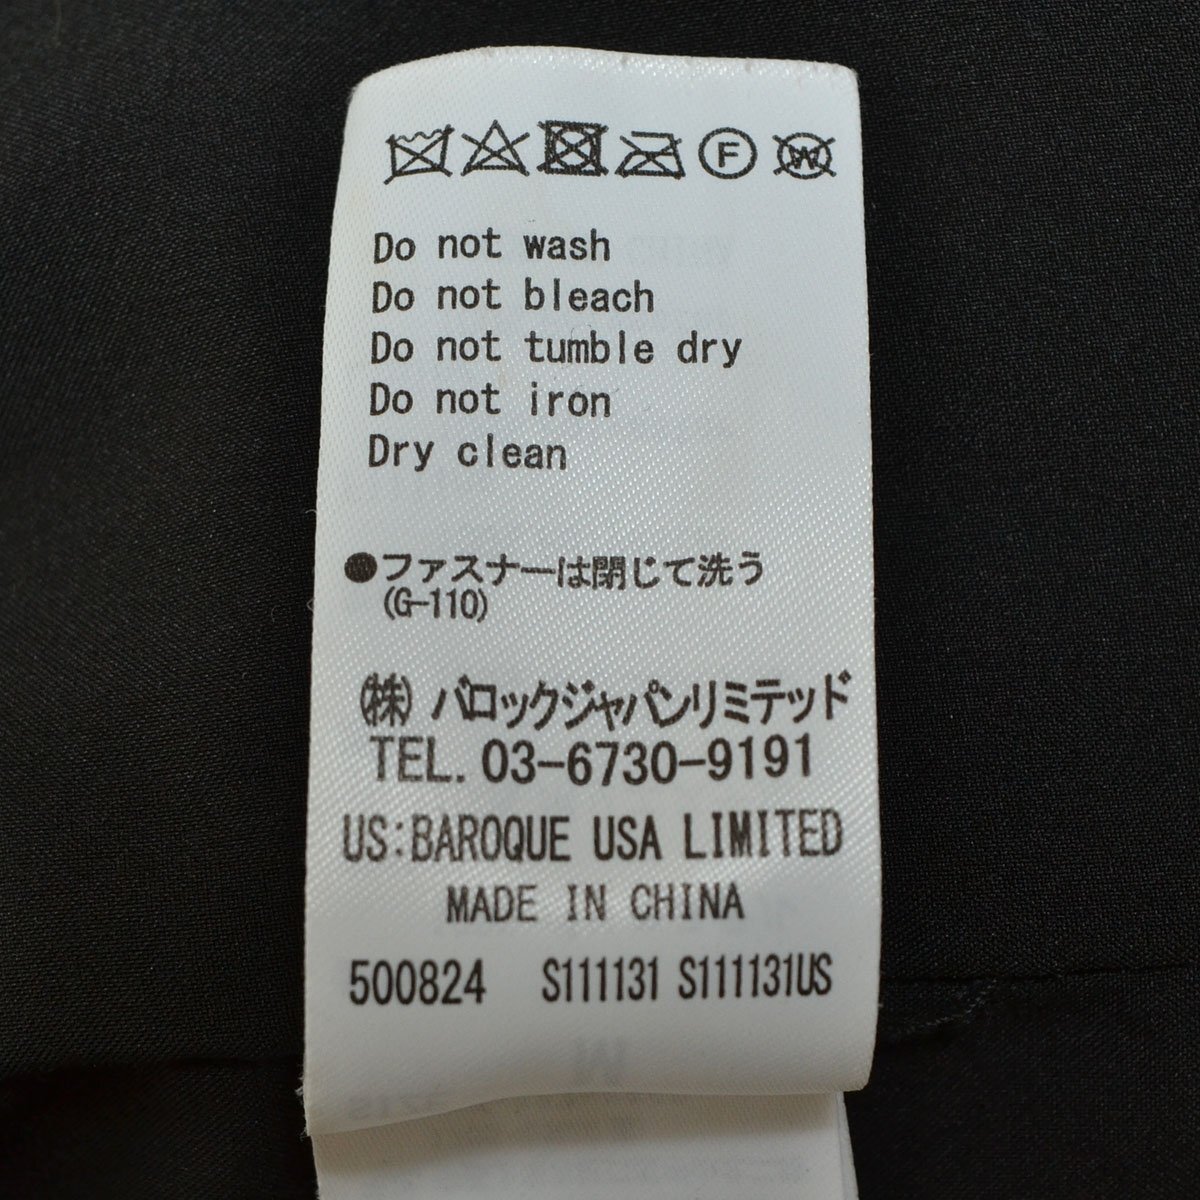 F W
Do not wash
Do not bleach
Do not tumble dry
Do not iron
Dry clean
●ファスナーは閉じて洗う
(G-110)
(株) バロックジャパンリミテッド
TEL. 03-6730-9191
US:BAROQUE USA LIMITED
MADE IN CHINA
500824 S111131 S111131US